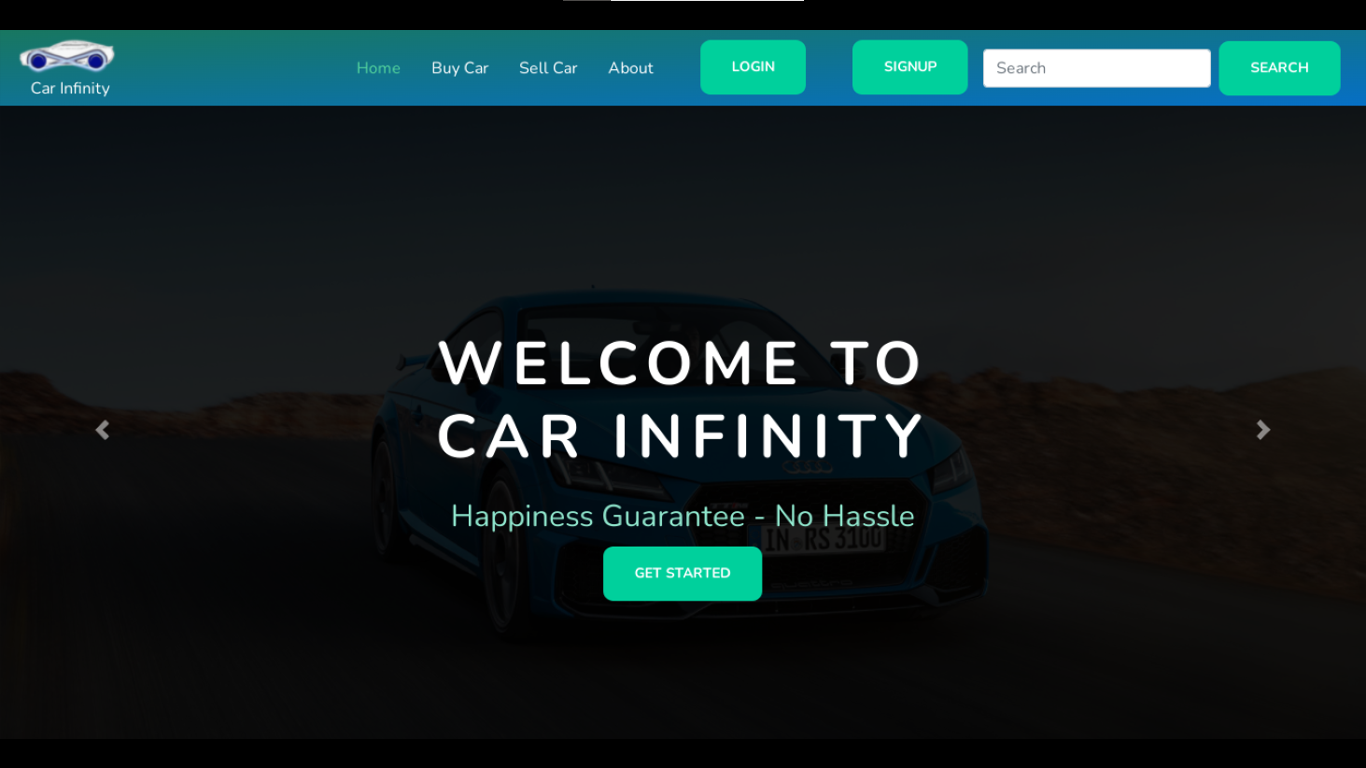 Car Infinity
Home
Buy Car
Sell Car
About
LOGIN
SIGNUP
Search
SEARCH
WELCOME TO
CAR INFINITY
Happiness Guarantee - No Hassle
IN RS 3100
GET STARTED